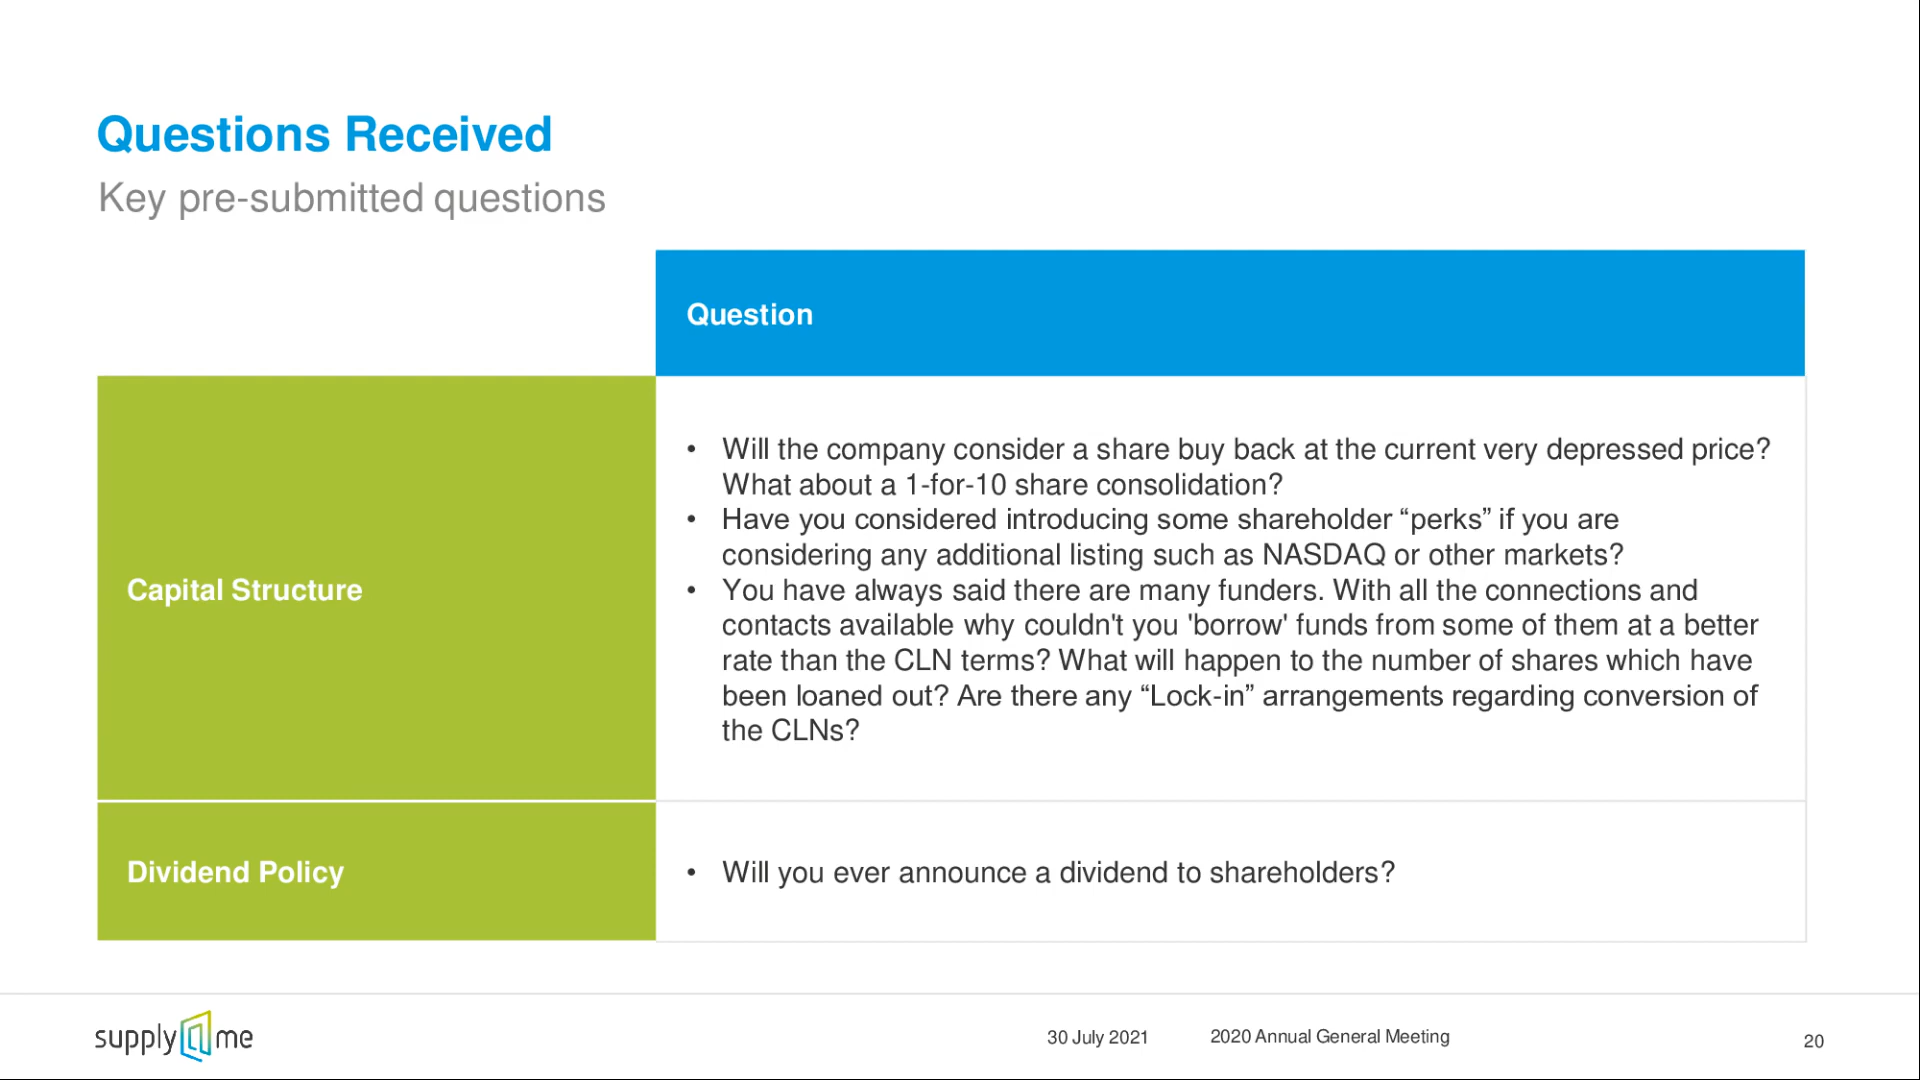 Questions Received
Key pre-submitted questions
Question
Capital Structure
• Will the company consider a share buy back at the current very depressed price?
What about a 1-for-10 share consolidation?
• Have you considered introducing some shareholder “perks” if you are
considering any additional listing such as NASDAQ or other markets?
• You have always said there are many funders. With all the connections and
contacts available why couldn't you 'borrow' funds from some of them at a better
rate than the CLN terms? What will happen to the number of shares which have
been loaned out? Are there any “Lock-in” arrangements regarding conversion of
the CLNs?
Dividend Policy
• Will you ever announce a dividend to shareholders?
supply me
30 July 2021
2020 Annual General Meeting
20